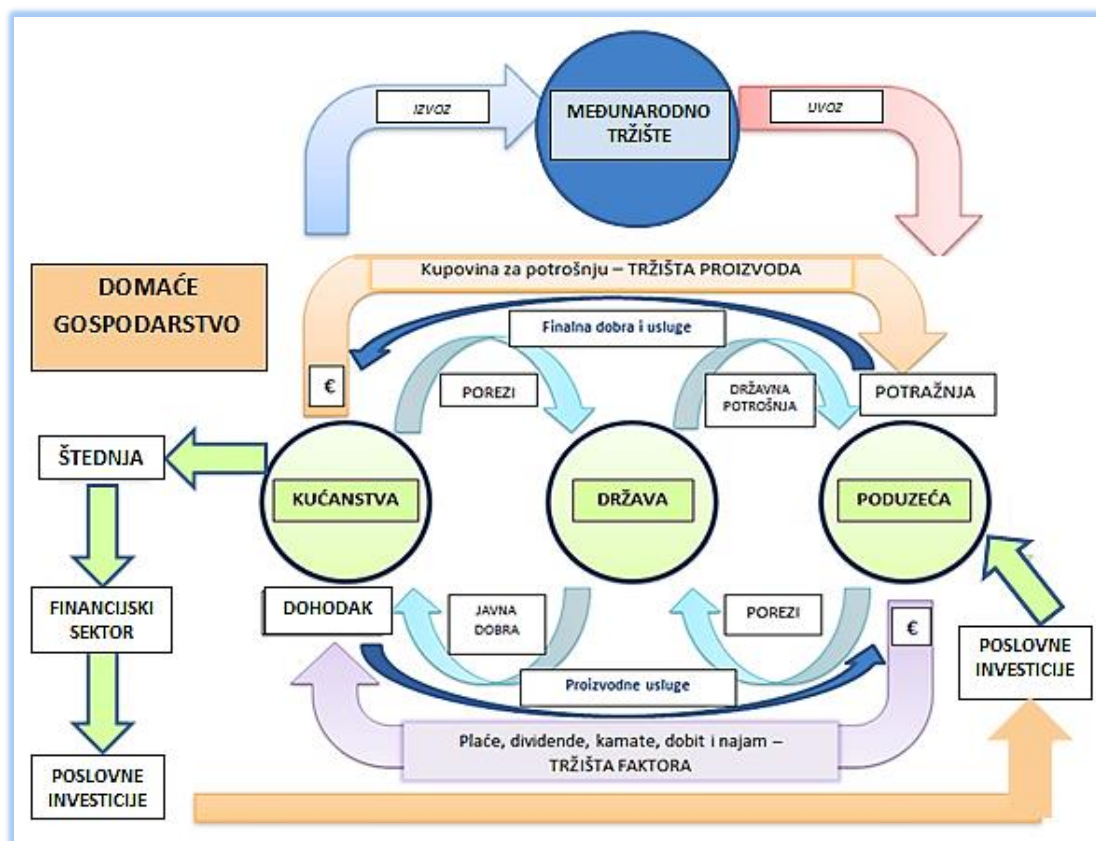 IZVOZ
MEĐUNARODNO
TRŽIŠTE
UVOZ
DOMAĆE
GOSPODARSTVO
Kupovina za potrošnju – TRŽIŠTA PROIZVODA
Finalna dobra i usluge
€
POREZI
DRŽAVNA
POTROŠNJA
POTRAŽNJA
ŠTEDNJA
KUĆANSTVA
DRŽAVA
PODUZEĆA
FINANCIJSKI
SEKTOR
DOHODAK
JAVNA
DOBRA
POREZI
€
POSLOVNE
INVESTICIJE
Proizvodne usluge
Plaće, dividende, kamate, dobit i najam –
TRŽIŠTA FAKTORA
POSLOVNE
INVESTICIJE